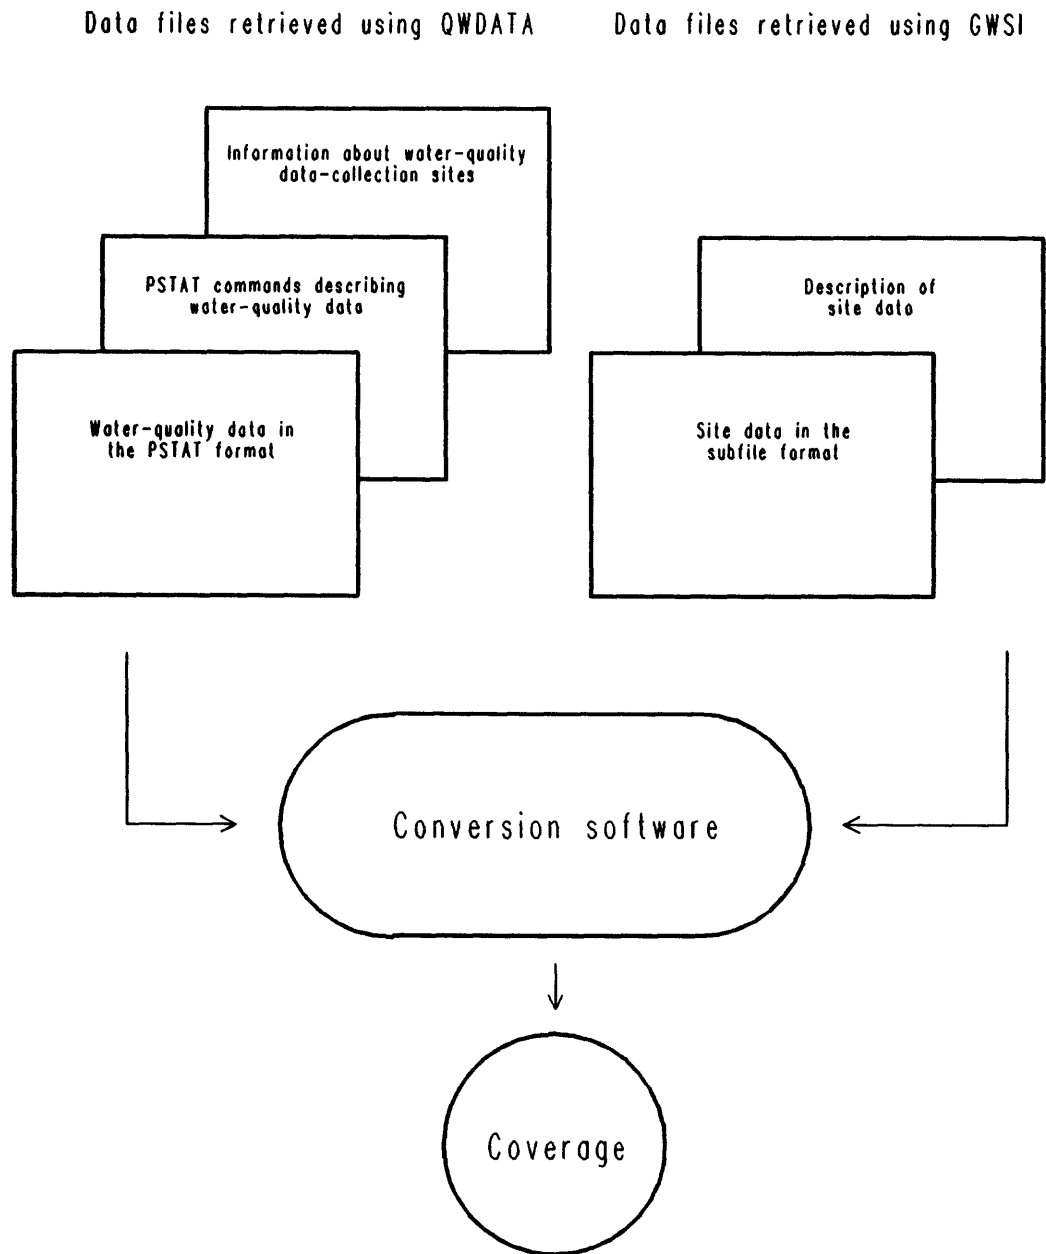 Data files retrieved using QWDATA
Data files retrieved using GWSI
Information about water-quality
data-collection sites
PSTAT commands describing
water-quality data
Water-quality data in
the PSTAT format
Description of
site data
Site data in the
subfile format
Conversion software
Coverage